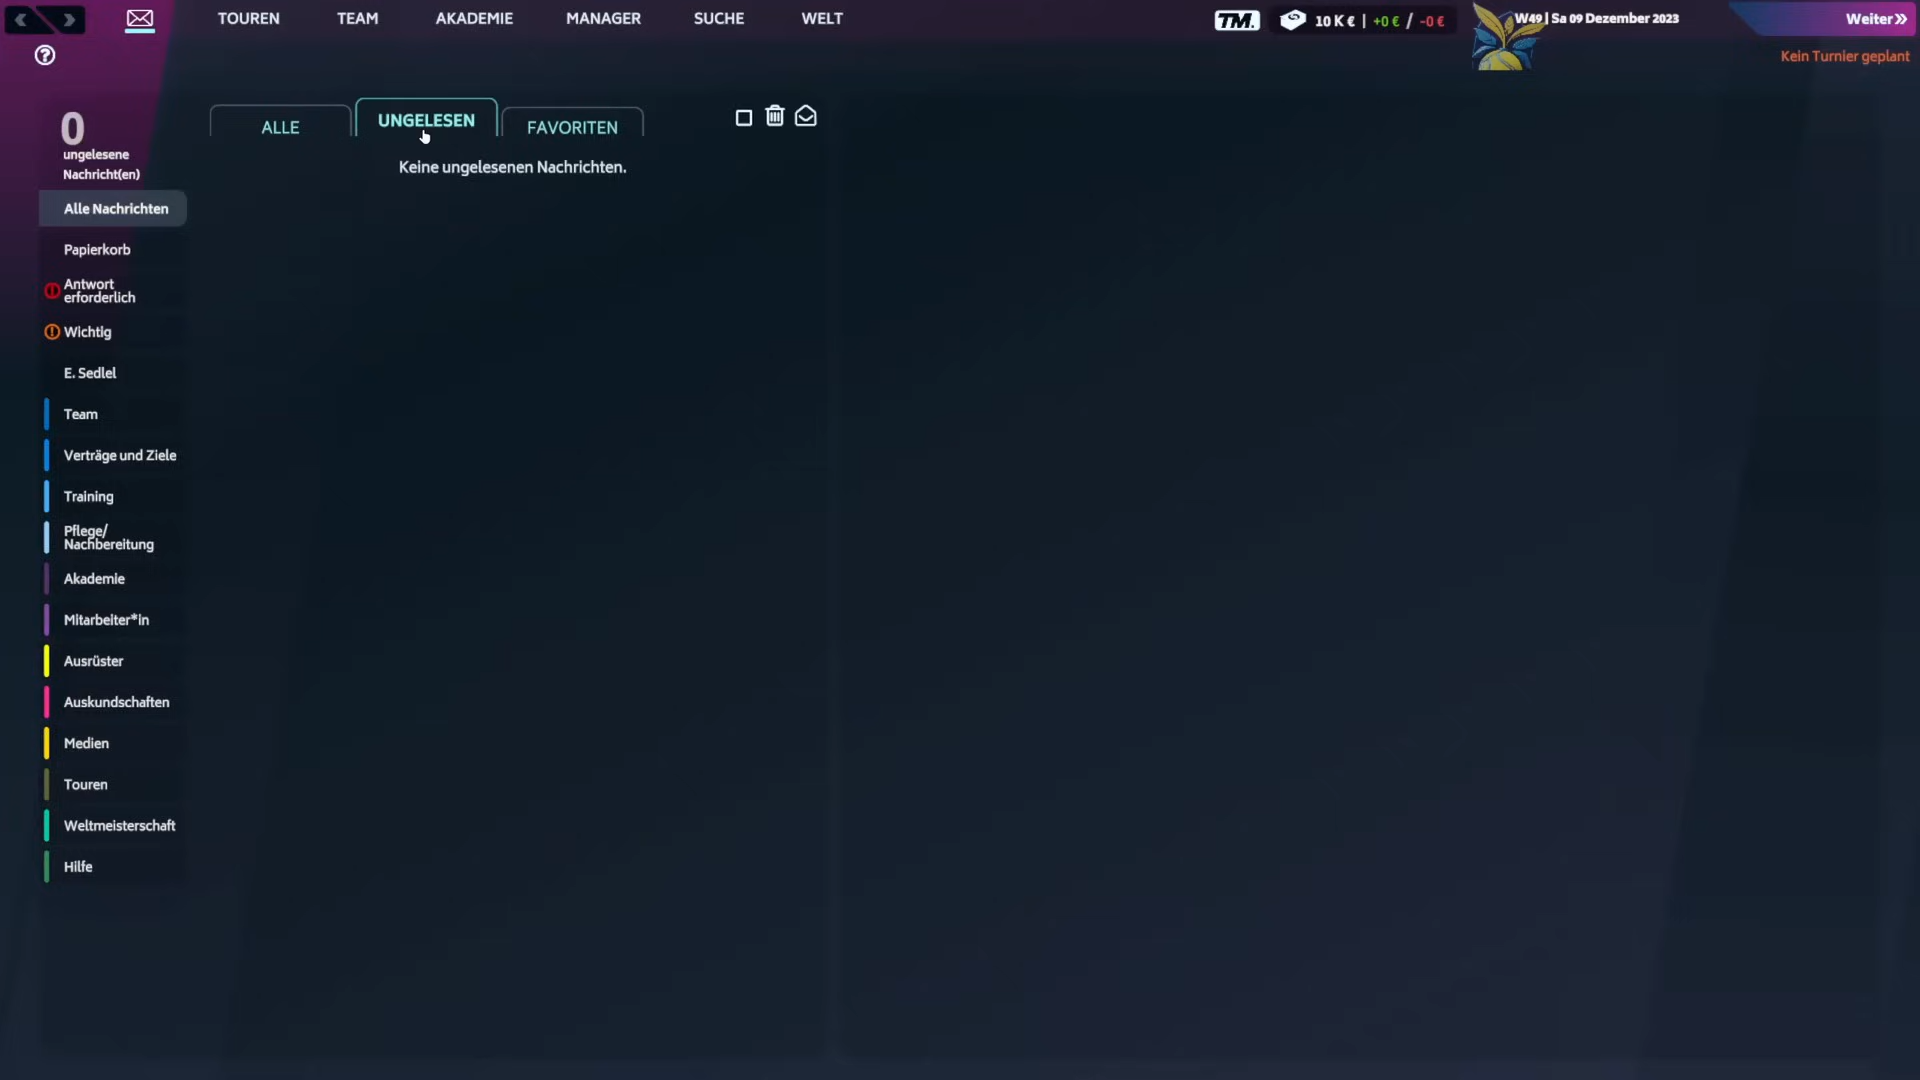 TOUREN TEAM AKADEMIE MANAGER SUCHE WELT TM. 10 K € | +0 € / -0 € W49 | Sa 09 Dezember 2023 Weiter
Kein Turnier geplant
ALLE UNGELESEN FAVORITEN
Keine ungelesenen Nachrichten.
0
ungelesene
Nachricht(en)
Alle Nachrichten
Papierkorb
Antwort
erforderlich
Wichtig
E. Sedlel
Team
Verträge und Ziele
Training
Pflege/
Nachbereitung
Akademie
Mitarbeiter*in
Ausrüster
Auskundschaften
Medien
Touren
Weltmeisterschaft
Hilfe